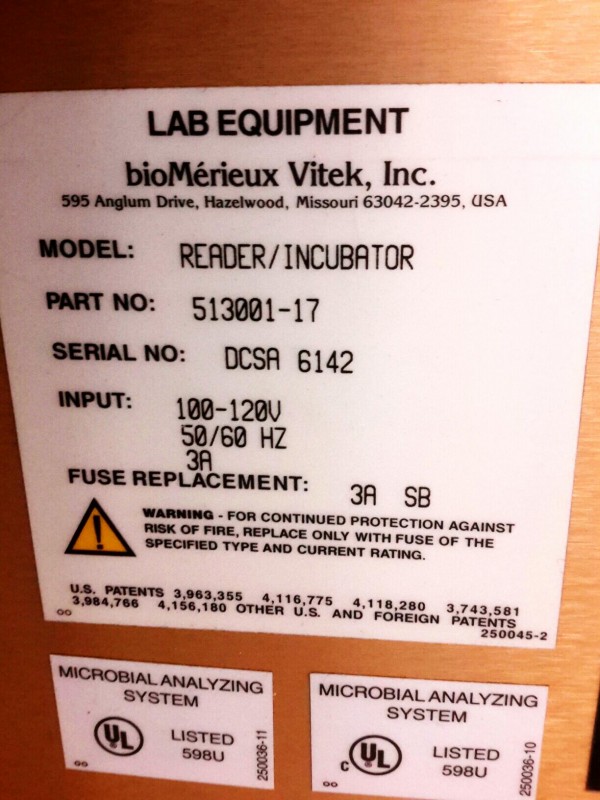 LAB EQUIPMENT
bioMérieux Vitek, Inc.
595 Anglum Drive, Hazelwood, Missouri 63042-2395, USA
MODEL: READER/INCUBATOR
PART NO: 513001-17
SERIAL NO: DCSA 6142
INPUT: 100-120V
50/60 HZ
3A
FUSE REPLACEMENT: 3A SB
WARNING - FOR CONTINUED PROTECTION AGAINST
RISK OF FIRE, REPLACE ONLY WITH FUSE OF THE
SPECIFIED TYPE AND CURRENT RATING.
U.S. PATENTS 3,963,355 4,116,775 4,118,280 3,743,581
3,984,766 4,156,180 OTHER U.S. AND FOREIGN PATENTS
250045-2
MICROBIAL ANALYZING
SYSTEM
UL LISTED
598U
250036-11
MICROBIAL ANALYZING
SYSTEM
C UL LISTED
598U
250036-10